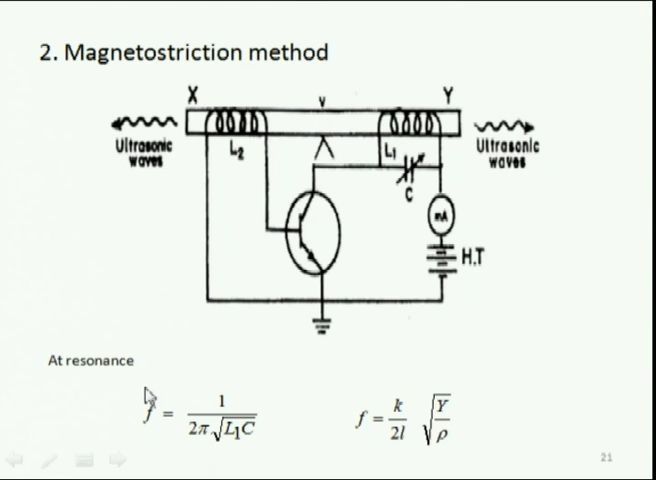 2. Magnetostriction method
X
V
Y
Ultrasonic
waves
L2
L1
C
Ultrasonic
waves
mA
H.T
At resonance
f = 1 / 2π√L₁C
f = k / 2l √Y / ρ
21